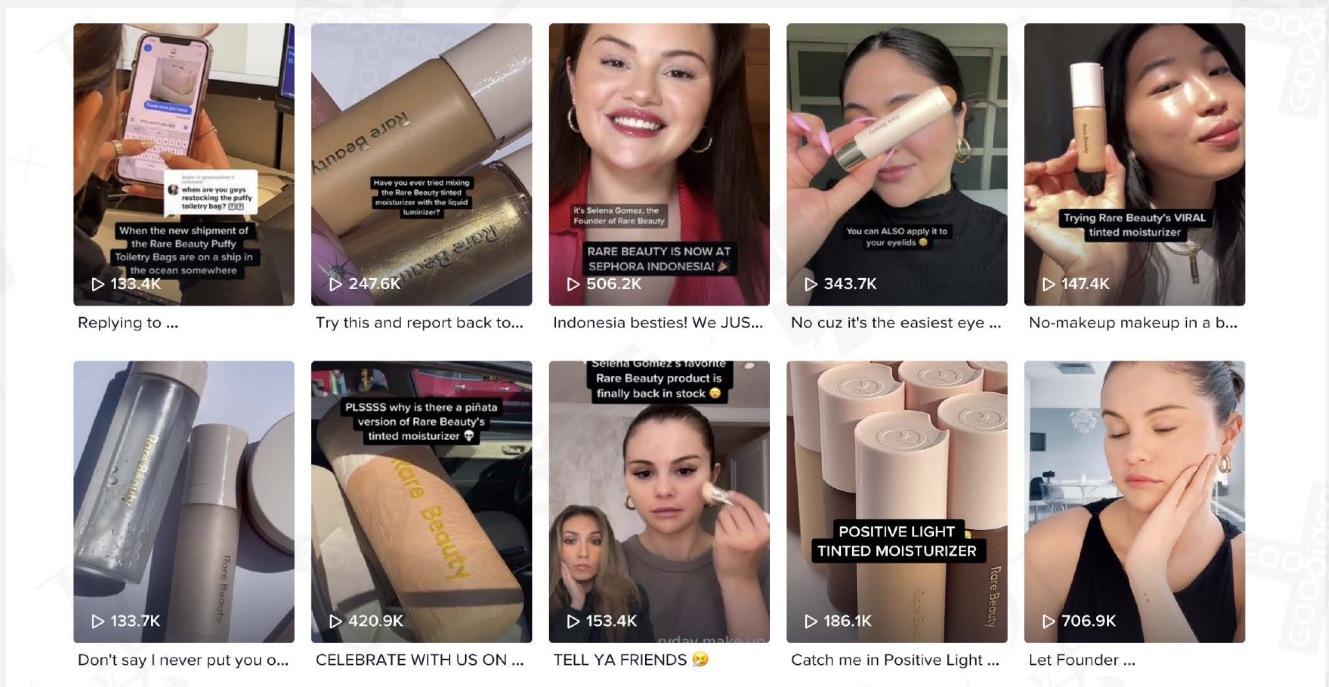 Reply to
comment
when are you guys
restocking the puffy
toiletry bag?
When the new shipment of
the Rare Beauty Puffy
Toiletry Bags are on a ship in
the ocean somewhere
133.4K
Replying to ...
Rare Beauty
Have you ever tried mixing
the Rare Beauty tinted
moisturizer with the liquid
luminizer?
Rare Beauty
247.6K
Try this and report back to...
it's Selena Gomez, the
Founder of Rare Beauty
RARE BEAUTY IS NOW AT
SEPHORA INDONESIA! 🎉
506.2K
Indonesia besties! We JUS...
Rare Beauty
You can ALSO apply it to
your eyelids
343.7K
No cuz it's the easiest eye ...
Rare Beauty
Trying Rare Beauty's VIRAL
tinted moisturizer
147.4K
No-makeup makeup in a b...
Rare Beauty
Rare Beauty
133.7K
Don't say I never put you o...
PLSSSS why is there a piñata
version of Rare Beauty's
tinted moisturizer 💀
Rare Beauty
420.9K
CELEBRATE WITH US ON ...
Selena Gomez's favorite
Rare Beauty product is
finally back in stock 😮
ryday make up
153.4K
TELL YA FRIENDS 🤧
POSITIVE LIGHT
TINTED MOISTURIZER
Rare Beauty
Rare Beauty
186.1K
Catch me in Positive Light ...
706.9K
Let Founder ...